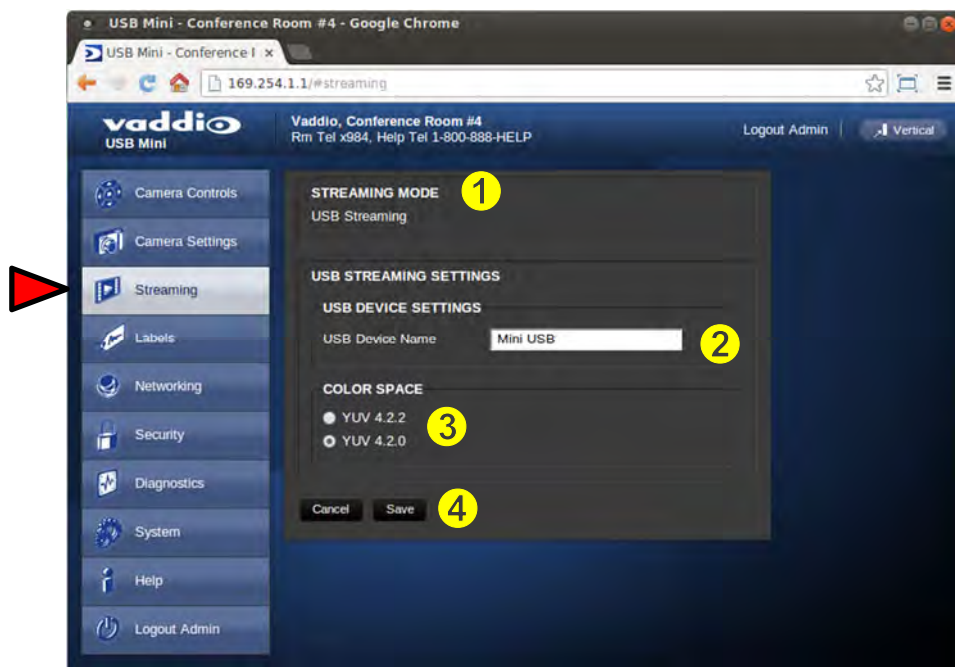 USB Mini - Conference Room #4 - Google Chrome
USB Mini - Conference I ×
169.254.1.1/#streaming
vaddio
USB Mini
Vaddio, Conference Room #4
Rm Tel x984, Help Tel 1-800-888-HELP
Logout Admin
Vertical
Camera Controls
Camera Settings
Streaming
Labels
Networking
Security
Diagnostics
System
Help
Logout Admin
STREAMING MODE 1
USB Streaming
USB STREAMING SETTINGS
USB DEVICE SETTINGS
USB Device Name Mini USB 2
COLOR SPACE
YUV 4.2.2
3
YUV 4.2.0
Cancel Save 4